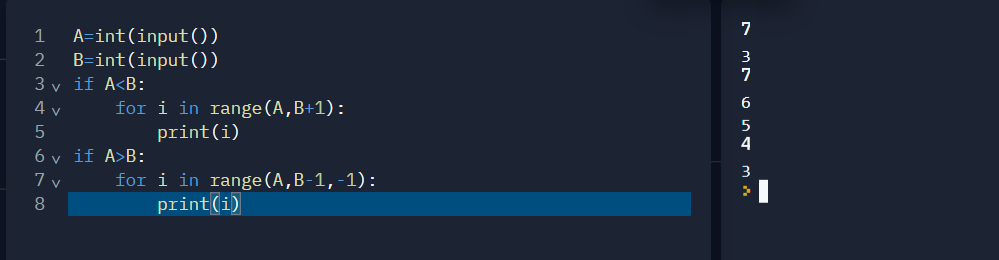 1 A=int(input())
2 B=int(input())
3 if A<B:
4     for i in range(A,B+1):
5         print(i)
6 if A>B:
7     for i in range(A,B-1,-1):
8         print(i)
7
3
7
6
5
4
3
>